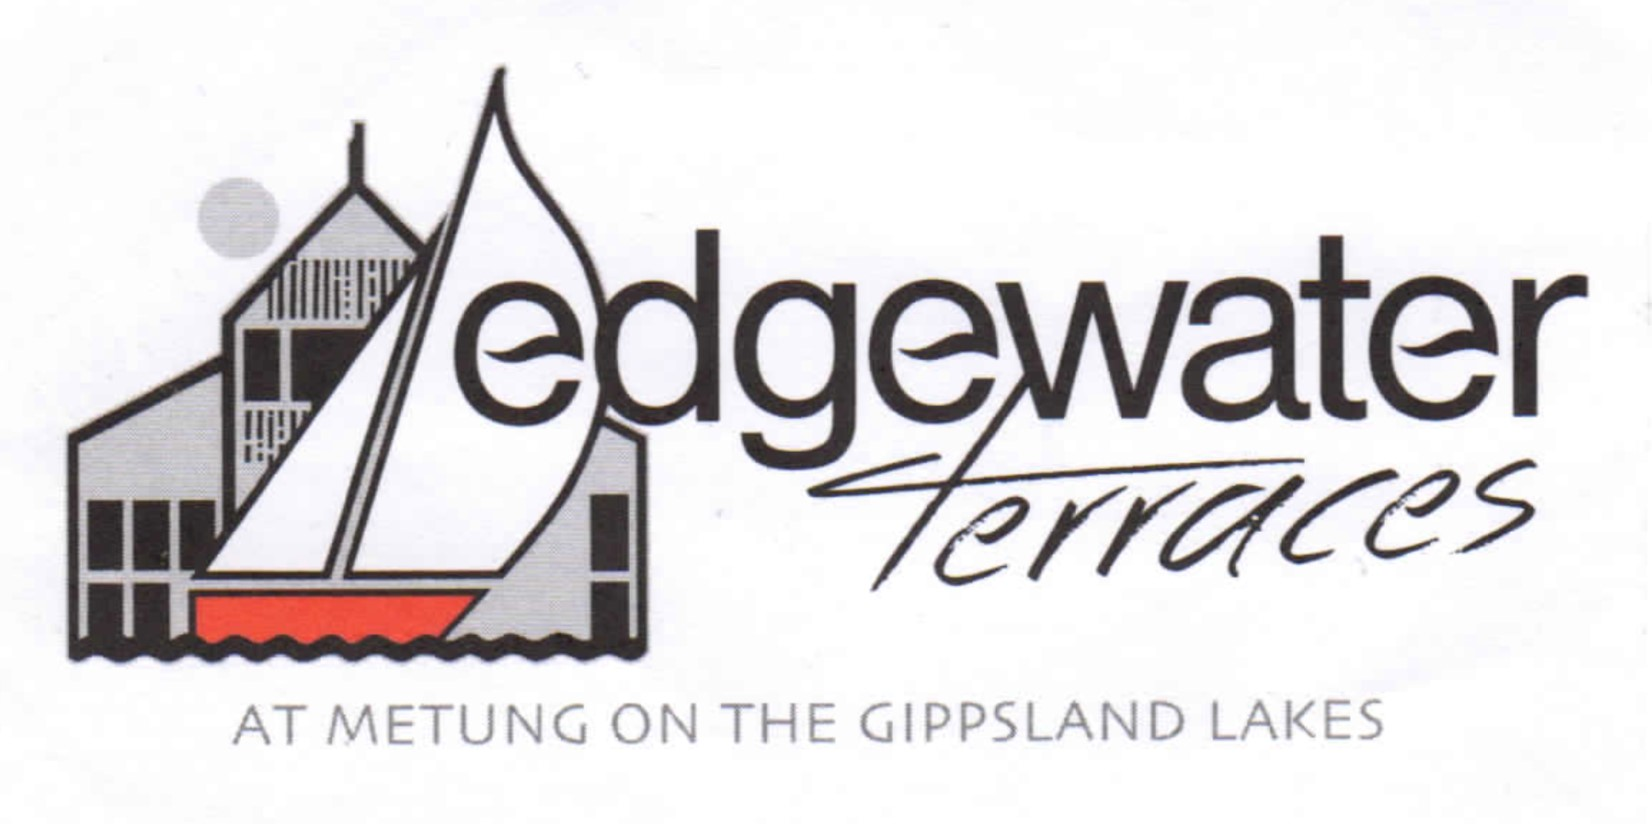 edgewater
terraces
AT METUNG ON THE GIPPSLAND LAKES